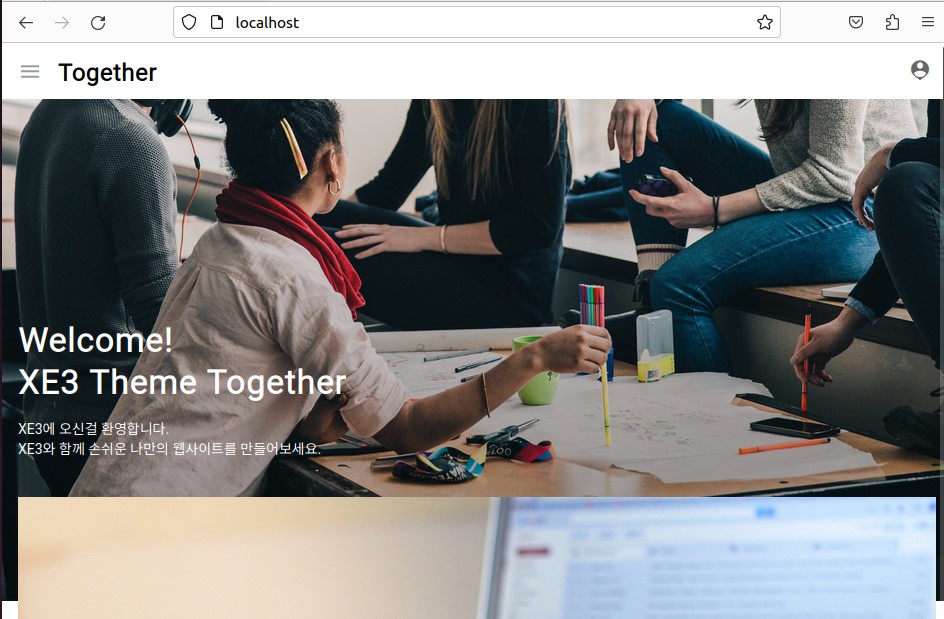 localhost
Together
Welcome!
XE3 Theme Together
XE3에 오신걸 환영합니다.
XE3와 함께 손쉬운 나만의 웹사이트를 만들어보세요.